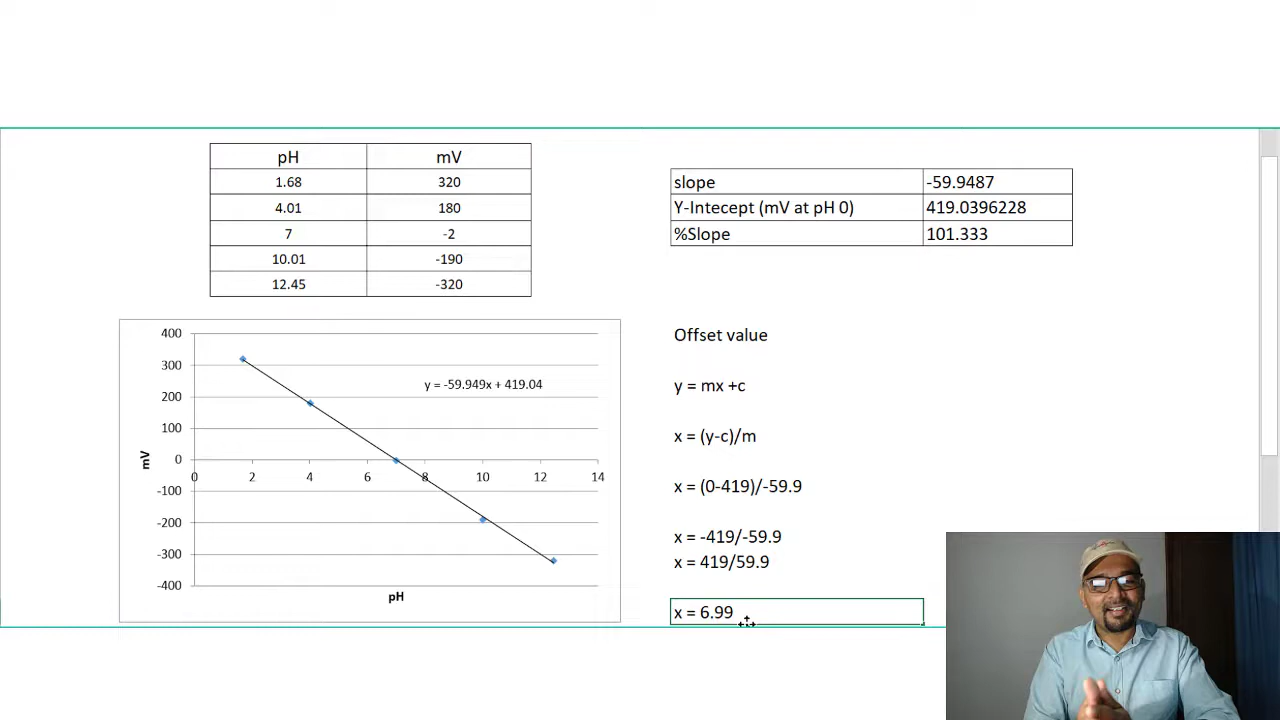 pH mV
1.68 320
4.01 180
7 -2
10.01 -190
12.45 -320
slope -59.9487
Y-Intecept (mV at pH 0) 419.0396228
%Slope 101.333
400
300
200
100
0
-100
-200
-300
-400
mV
y = -59.949x + 419.04
0 2 4 6 8 10 12 14
pH
Offset value
y = mx +c
x = (y-c)/m
x = (0-419)/-59.9
x = -419/-59.9
x = 419/59.9
x = 6.99